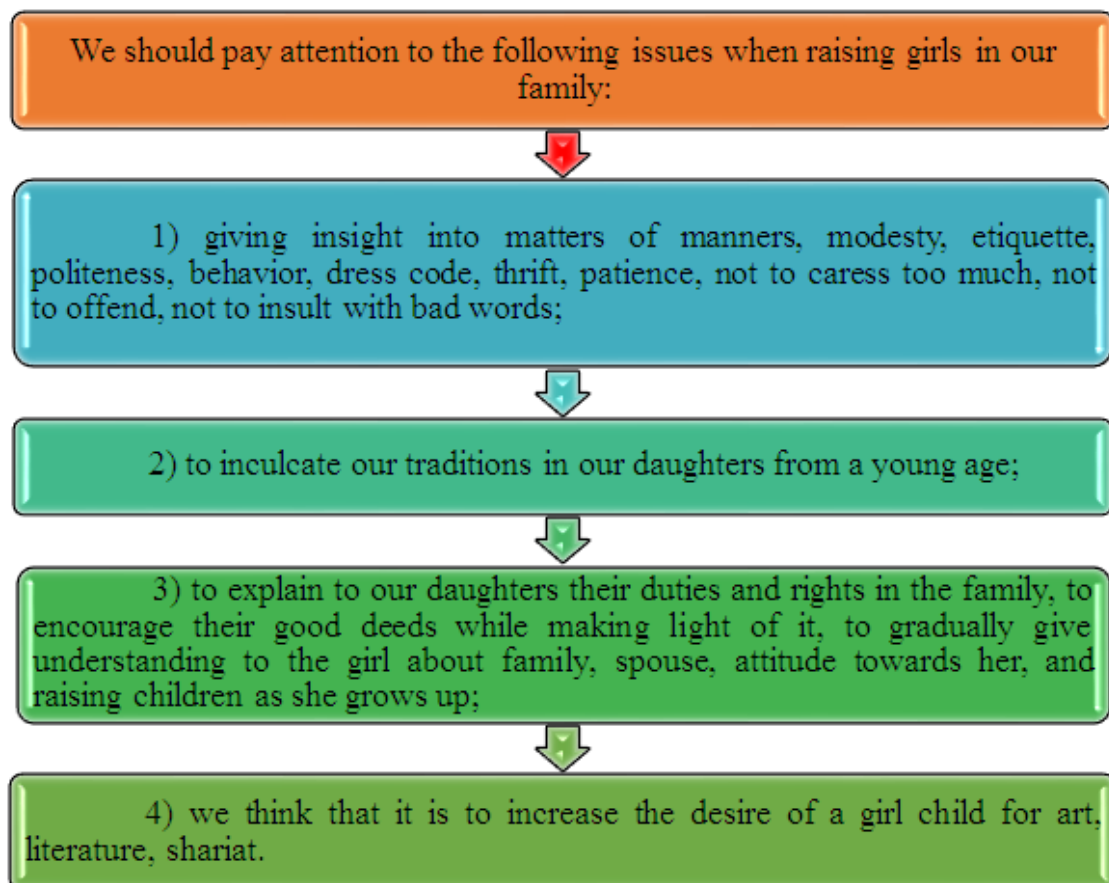 We should pay attention to the following issues when raising girls in our
family:
1) giving insight into matters of manners, modesty, etiquette,
politeness, behavior, dress code, thrift, patience, not to caress too much, not
to offend, not to insult with bad words;
2) to inculcate our traditions in our daughters from a young age;
3) to explain to our daughters their duties and rights in the family, to
encourage their good deeds while making light of it, to gradually give
understanding to the girl about family, spouse, attitude towards her, and
raising children as she grows up;
4) we think that it is to increase the desire of a girl child for art,
literature, shariat.